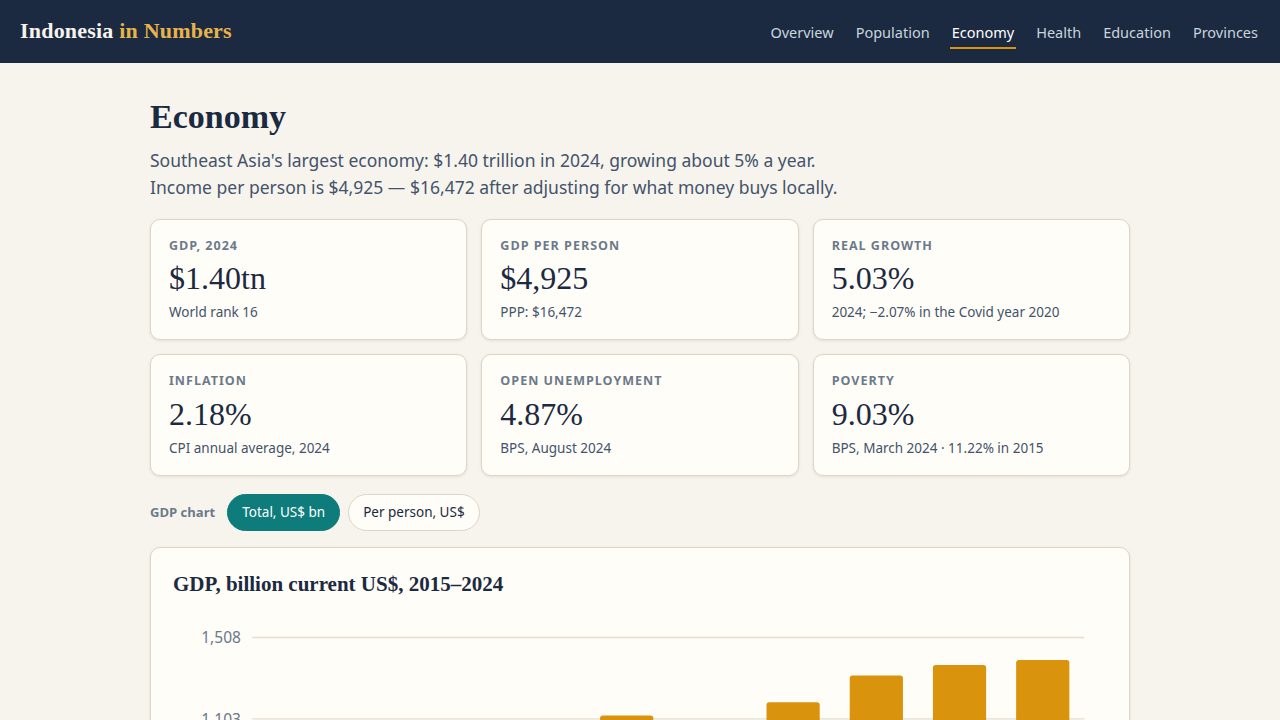 Indonesia in Numbers
Overview
Population
Economy
Health
Education
Provinces
Economy
Southeast Asia's largest economy: $1.40 trillion in 2024, growing about 5% a year.
Income per person is $4,925 — $16,472 after adjusting for what money buys locally.
GDP, 2024
$1.40tn
World rank 16
GDP PER PERSON
$4,925
PPP: $16,472
REAL GROWTH
5.03%
2024; −2.07% in the Covid year 2020
INFLATION
2.18%
CPI annual average, 2024
OPEN UNEMPLOYMENT
4.87%
BPS, August 2024
POVERTY
9.03%
BPS, March 2024 · 11.22% in 2015
GDP chart
Total, US$ bn
Per person, US$
GDP, billion current US$, 2015–2024
1,508
1,103